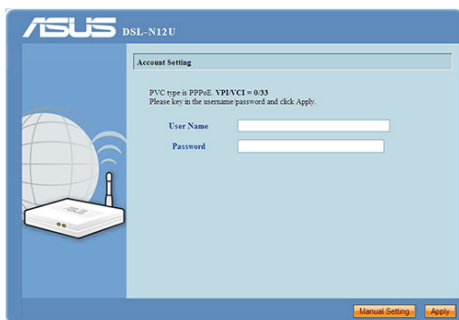 ASUS DSL-N12U
Account Setting
PVC type is PPPoE. VPI/VCI = 0/33
Please key in the username/password and click Apply.
User Name
Password
Manual Setting Apply